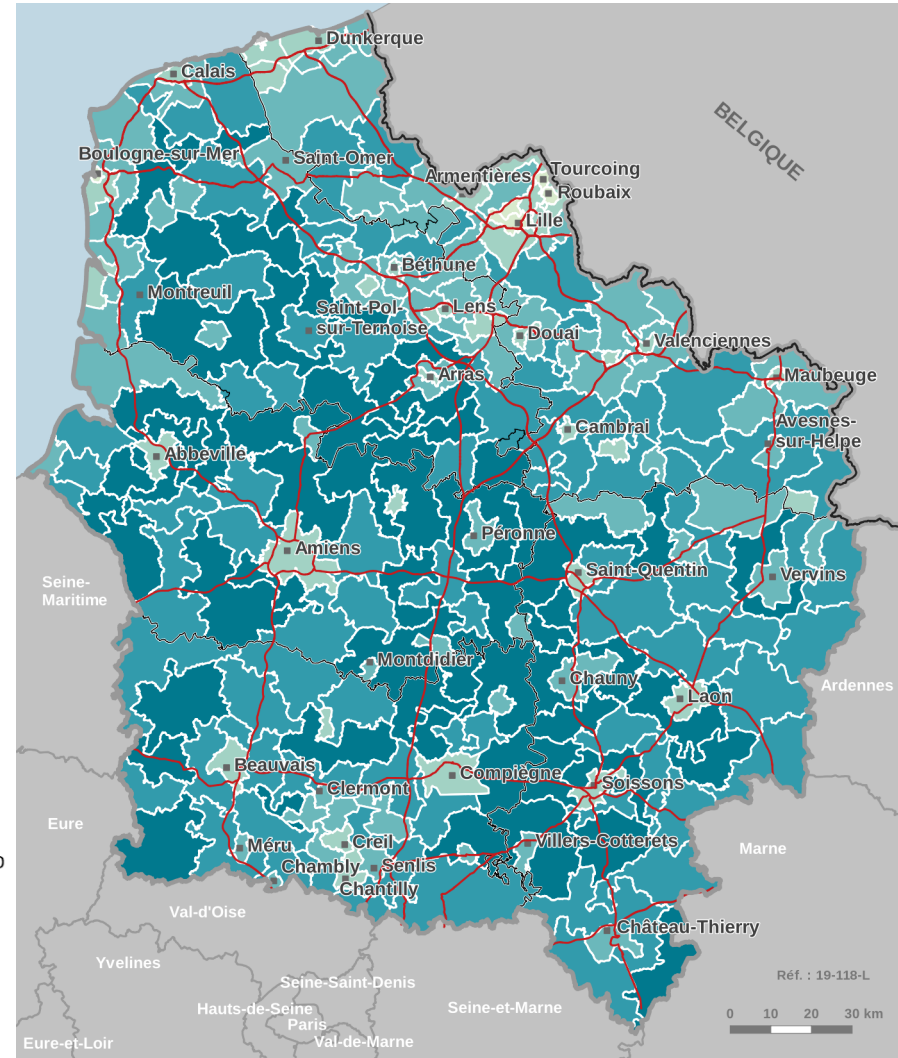 Dunkerque
Calais
BELGIQUE
Boulogne-sur-Mer
Saint-Omer
Armentières
Tourcoing
Roubaix
Lille
Béthune
Montreuil
Saint-Pol-
sur-Ternoise
Lens
Douai
Valenciennes
Arras
Maubeuge
Cambrai
Avesnes-
sur-Helpe
Abbeville
Péronne
Amiens
Saint-Quentin
Vervins
Seine-
Maritime
Montdidier
Chauny
Laon
Ardennes
Beauvais
Compiègne
Clermont
Soissons
Eure
Méru
Creil
Villers-Cotterets
Marne
Chambly
Senlis
Chantilly
Val-d'Oise
Château-Thierry
Yvelines
Réf. : 19-118-L
Seine-Saint-Denis
Hauts-de-Seine
Seine-et-Marne
Paris
Eure-et-Loir
Val-de-Marne
0 10 20 30 km